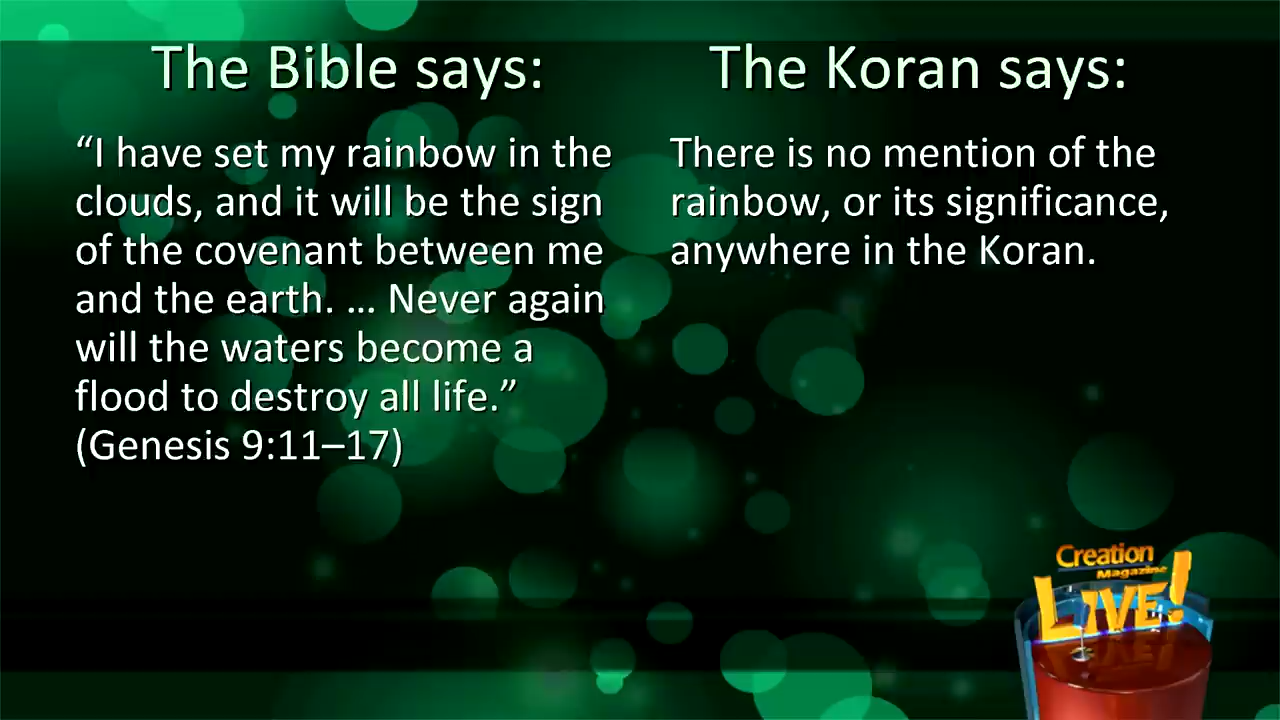 The Bible says:
“I have set my rainbow in the
clouds, and it will be the sign
of the covenant between me
and the earth. … Never again
will the waters become a
flood to destroy all life.”
(Genesis 9:11–17)
The Koran says:
There is no mention of the
rainbow, or its significance,
anywhere in the Koran.
Creation
Magazine
LIVE!